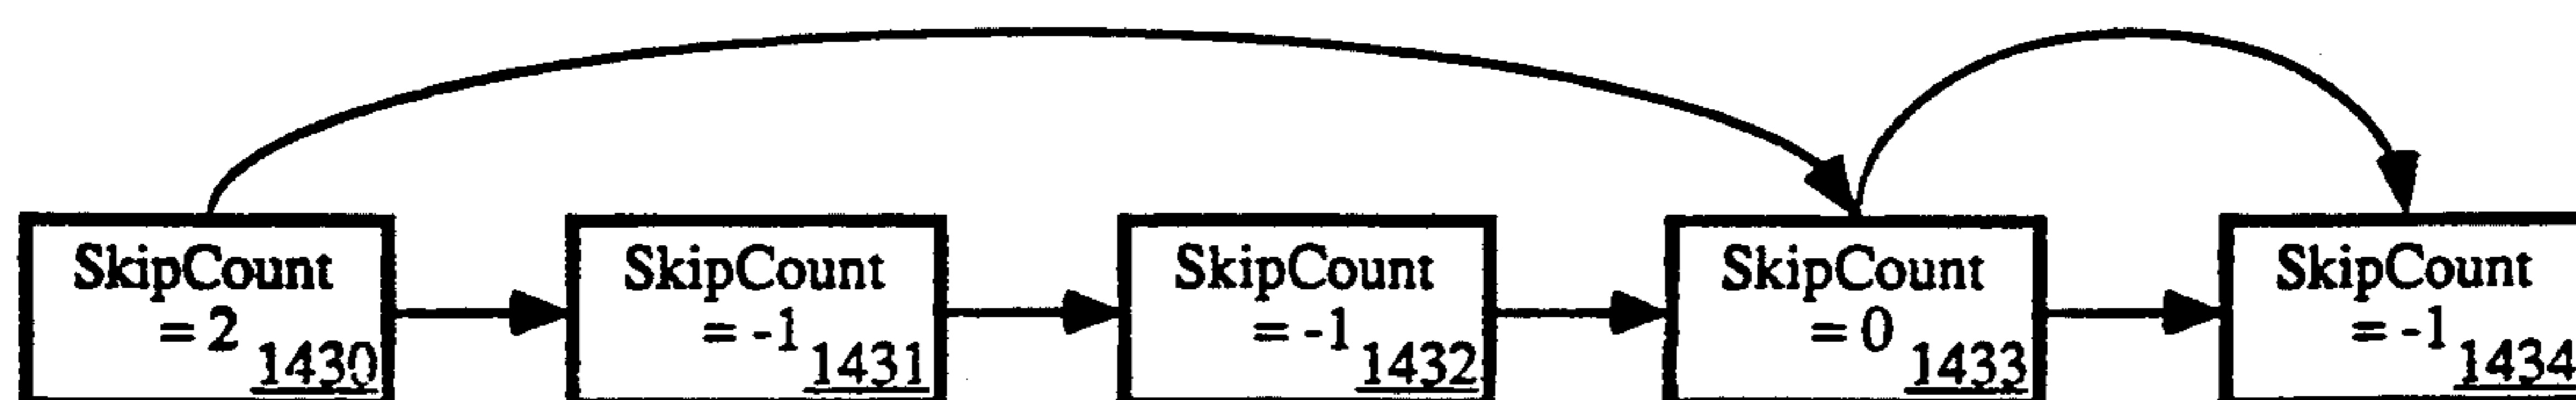 SkipCount
= 2
1430
SkipCount
= -1
1431
SkipCount
= -1
1432
SkipCount
= 0
1433
SkipCount
= -1
1434